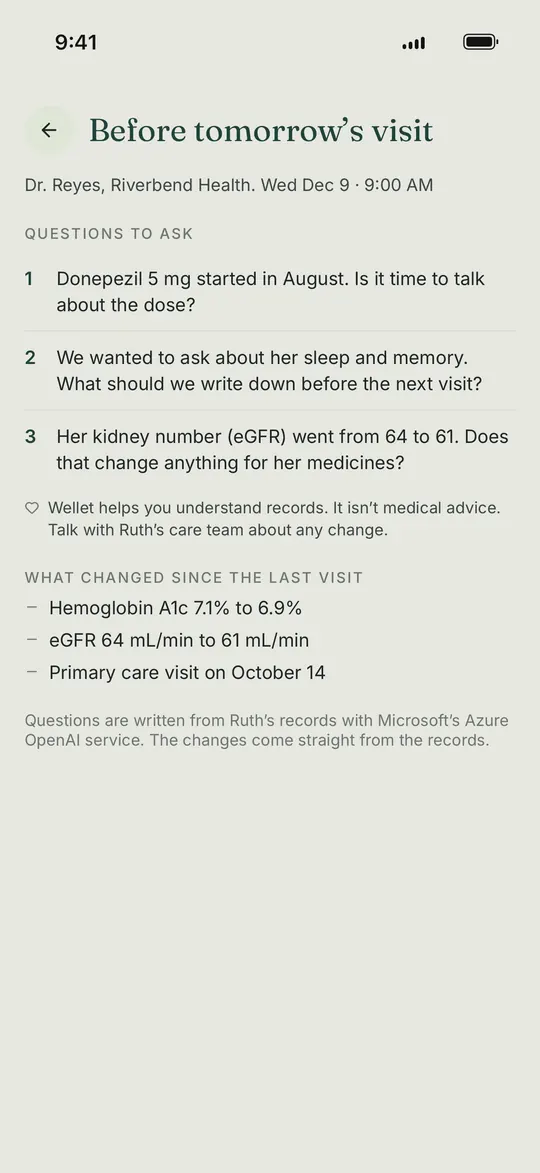 9:41
Before tomorrow’s visit
Dr. Reyes, Riverbend Health. Wed Dec 9 · 9:00 AM
QUESTIONS TO ASK
1 Donepezil 5 mg started in August. Is it time to talk
about the dose?
2 We wanted to ask about her sleep and memory.
What should we write down before the next visit?
3 Her kidney number (eGFR) went from 64 to 61. Does
that change anything for her medicines?
Wellet helps you understand records. It isn’t medical advice.
Talk with Ruth’s care team about any change.
WHAT CHANGED SINCE THE LAST VISIT
– Hemoglobin A1c 7.1% to 6.9%
– eGFR 64 mL/min to 61 mL/min
– Primary care visit on October 14
Questions are written from Ruth’s records with Microsoft’s Azure
OpenAI service. The changes come straight from the records.